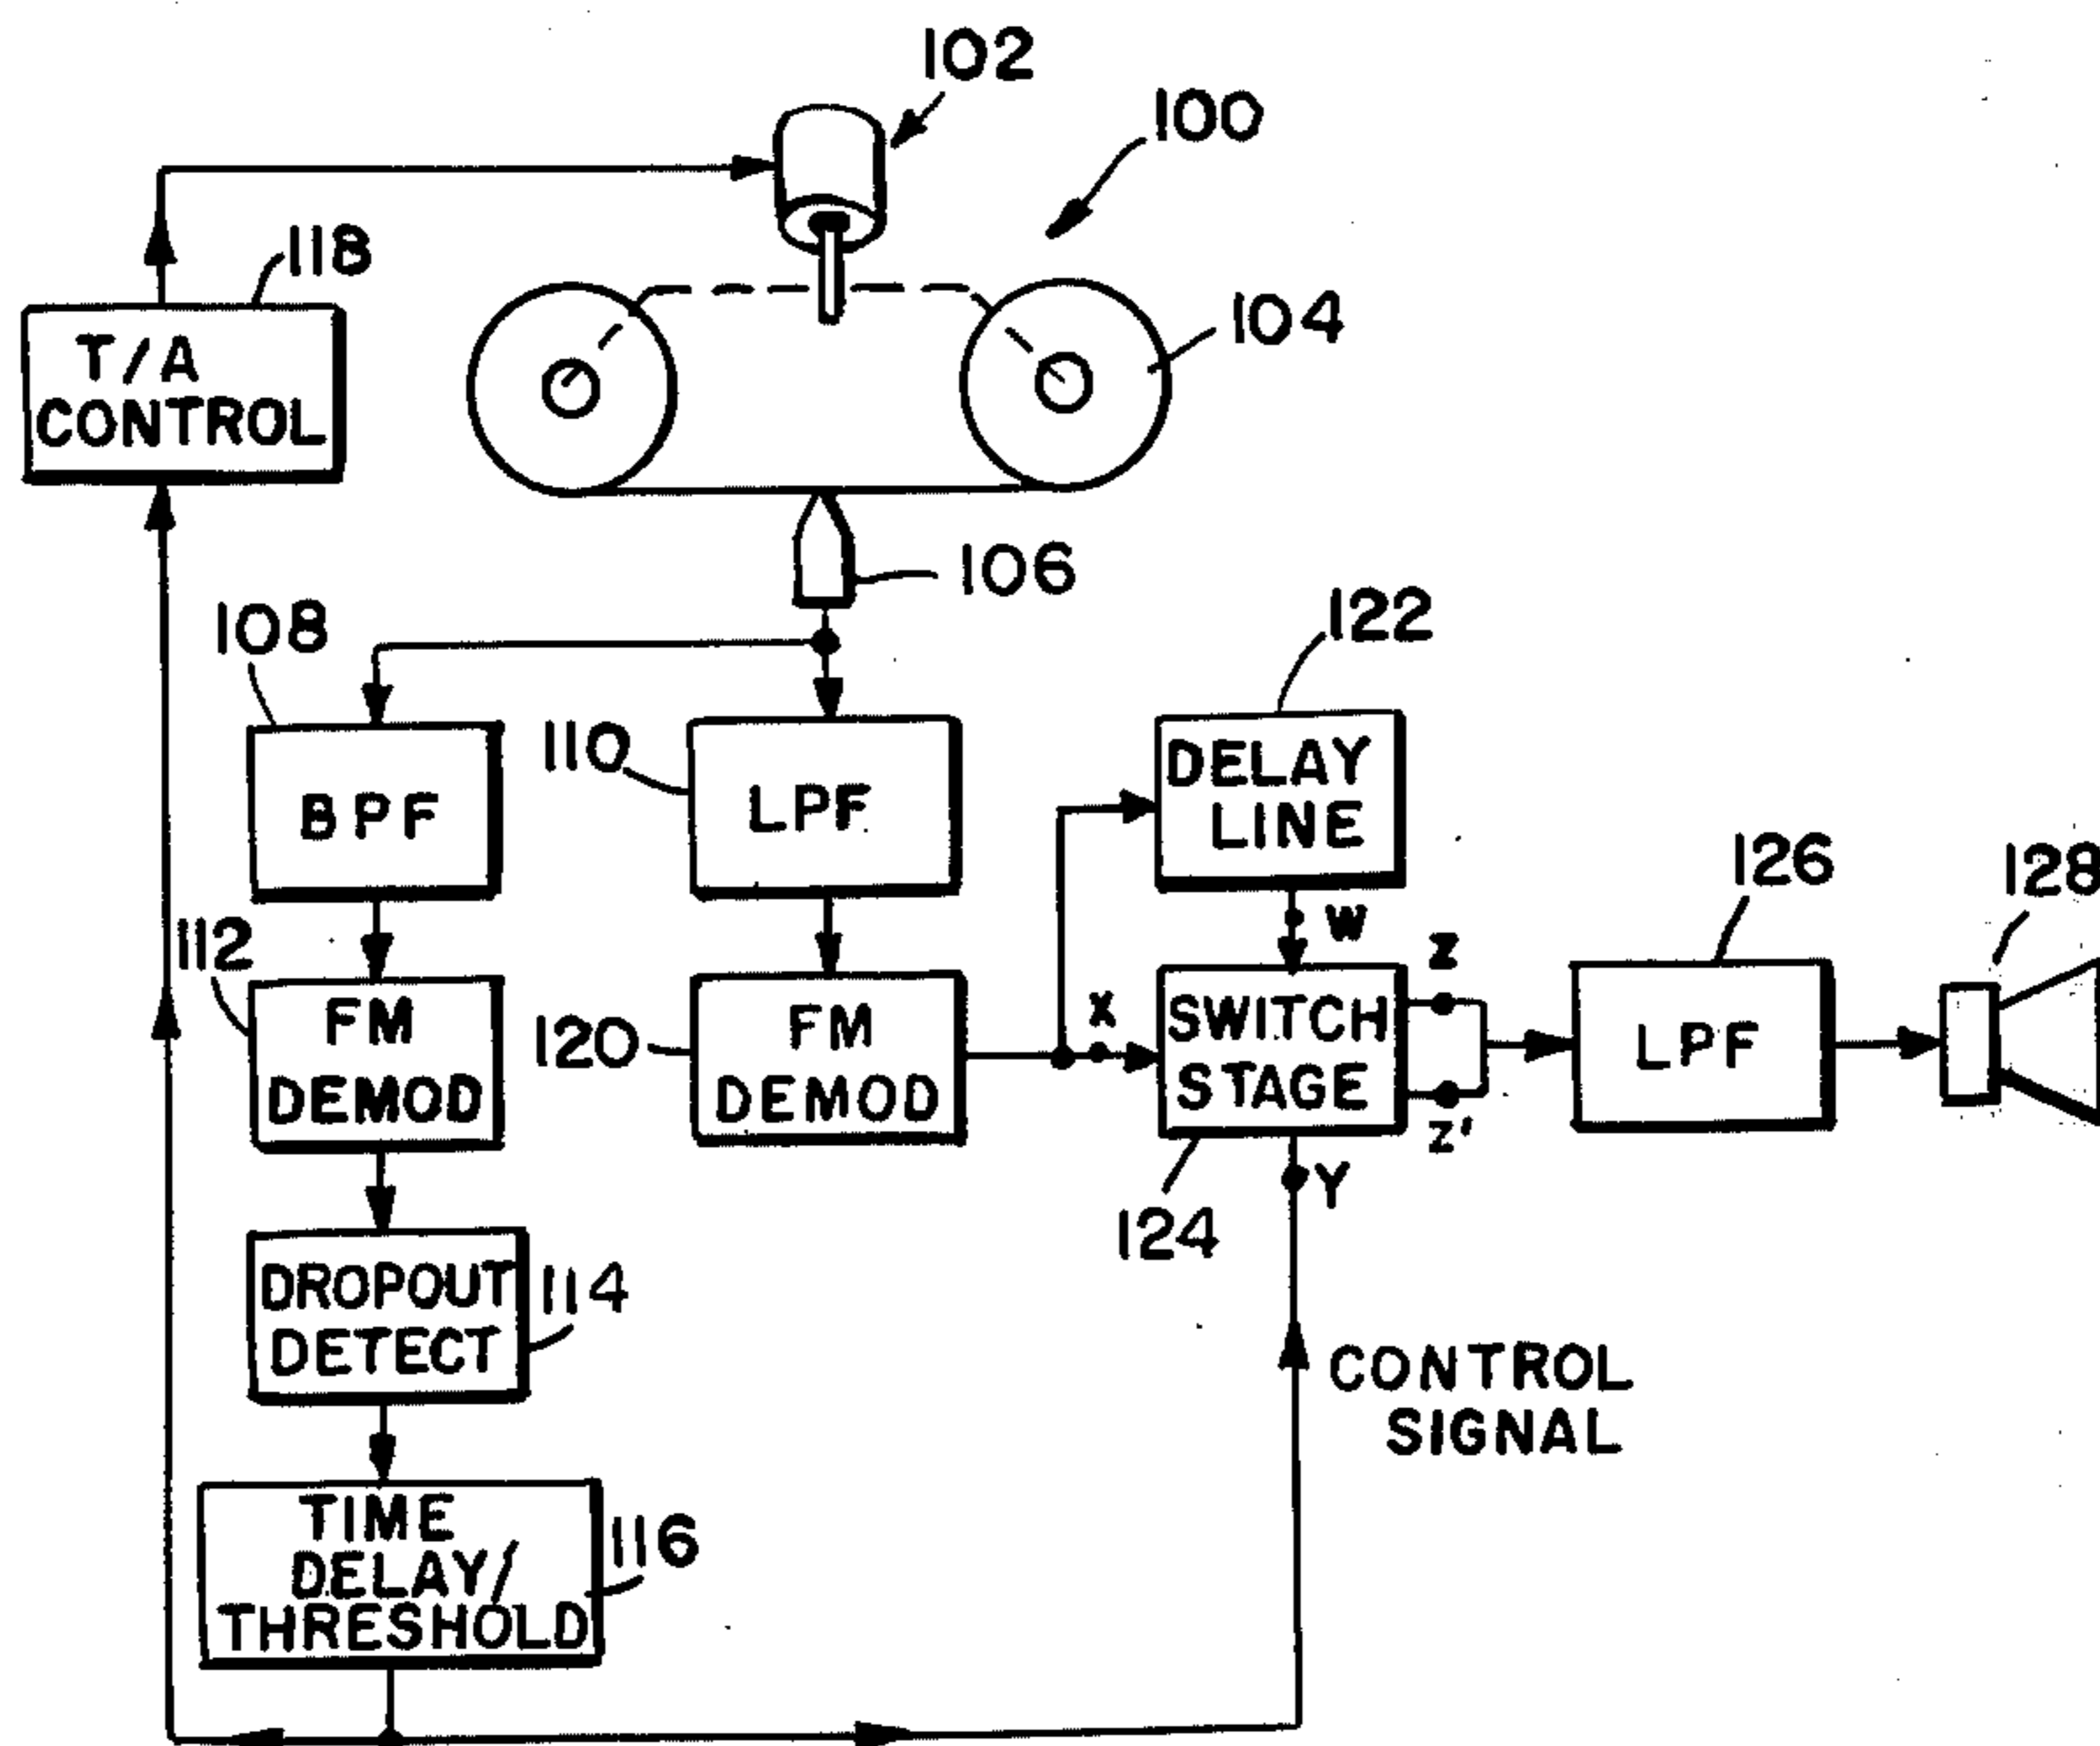 102
100
118
104
T/A
CONTROL
106
108
122
110
BPF
LPF
DELAY
LINE
126
128
112
W
Z
X
120
FM
DEMOD
FM
DEMOD
SWITCH
STAGE
LPF
Z'
Y
124
DROPOUT
DETECT
114
CONTROL
SIGNAL
TIME
DELAY/
THRESHOLD
116